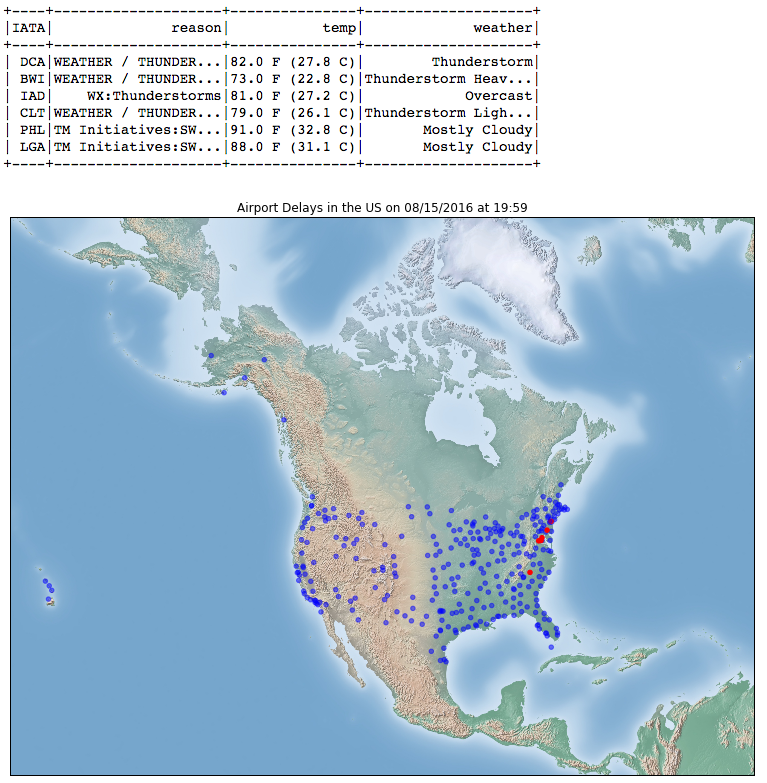 +----+--------------------+----------------+--------------------+
|IATA|              reason|            temp|             weather|
+----+--------------------+----------------+--------------------+
| DCA|WEATHER / THUNDER...|82.0 F (27.8 C)|        Thunderstorm|
| BWI|WEATHER / THUNDER...|73.0 F (22.8 C)|Thunderstorm Heav...|
| IAD|    WX:Thunderstorms|81.0 F (27.2 C)|            Overcast|
| CLT|WEATHER / THUNDER...|79.0 F (26.1 C)|Thunderstorm Ligh...|
| PHL|TM Initiatives:SW...|91.0 F (32.8 C)|       Mostly Cloudy|
| LGA|TM Initiatives:SW...|88.0 F (31.1 C)|       Mostly Cloudy|
+----+--------------------+----------------+--------------------+
Airport Delays in the US on 08/15/2016 at 19:59